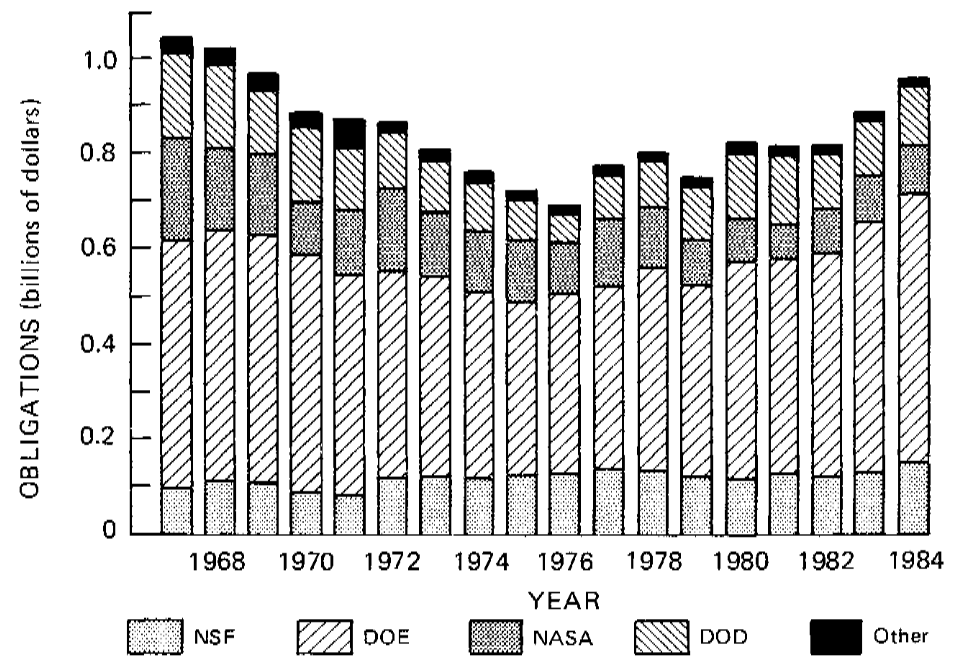 OBLIGATIONS (billions of dollars)
1.0
0.8
0.6
0.4
0.2
0
1968 1970 1972 1974 1976 1978 1980 1982 1984
YEAR
NSF DOE NASA DOD Other